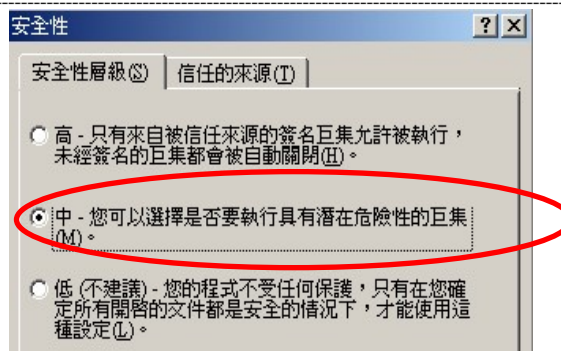 安全性
安全性層級(S) 信任的來源(T)
高 - 只有來自被信任來源的簽名巨集允許被執行，
未經簽名的巨集都會被自動關閉(H)。
中 - 您可以選擇是否要執行具有潛在危險性的巨集
(M)。
低 (不建議) - 您的程式不受任何保護，只有在您確
定所有開啓的文件都是安全的情況下，才能使用這
種設定(L)。